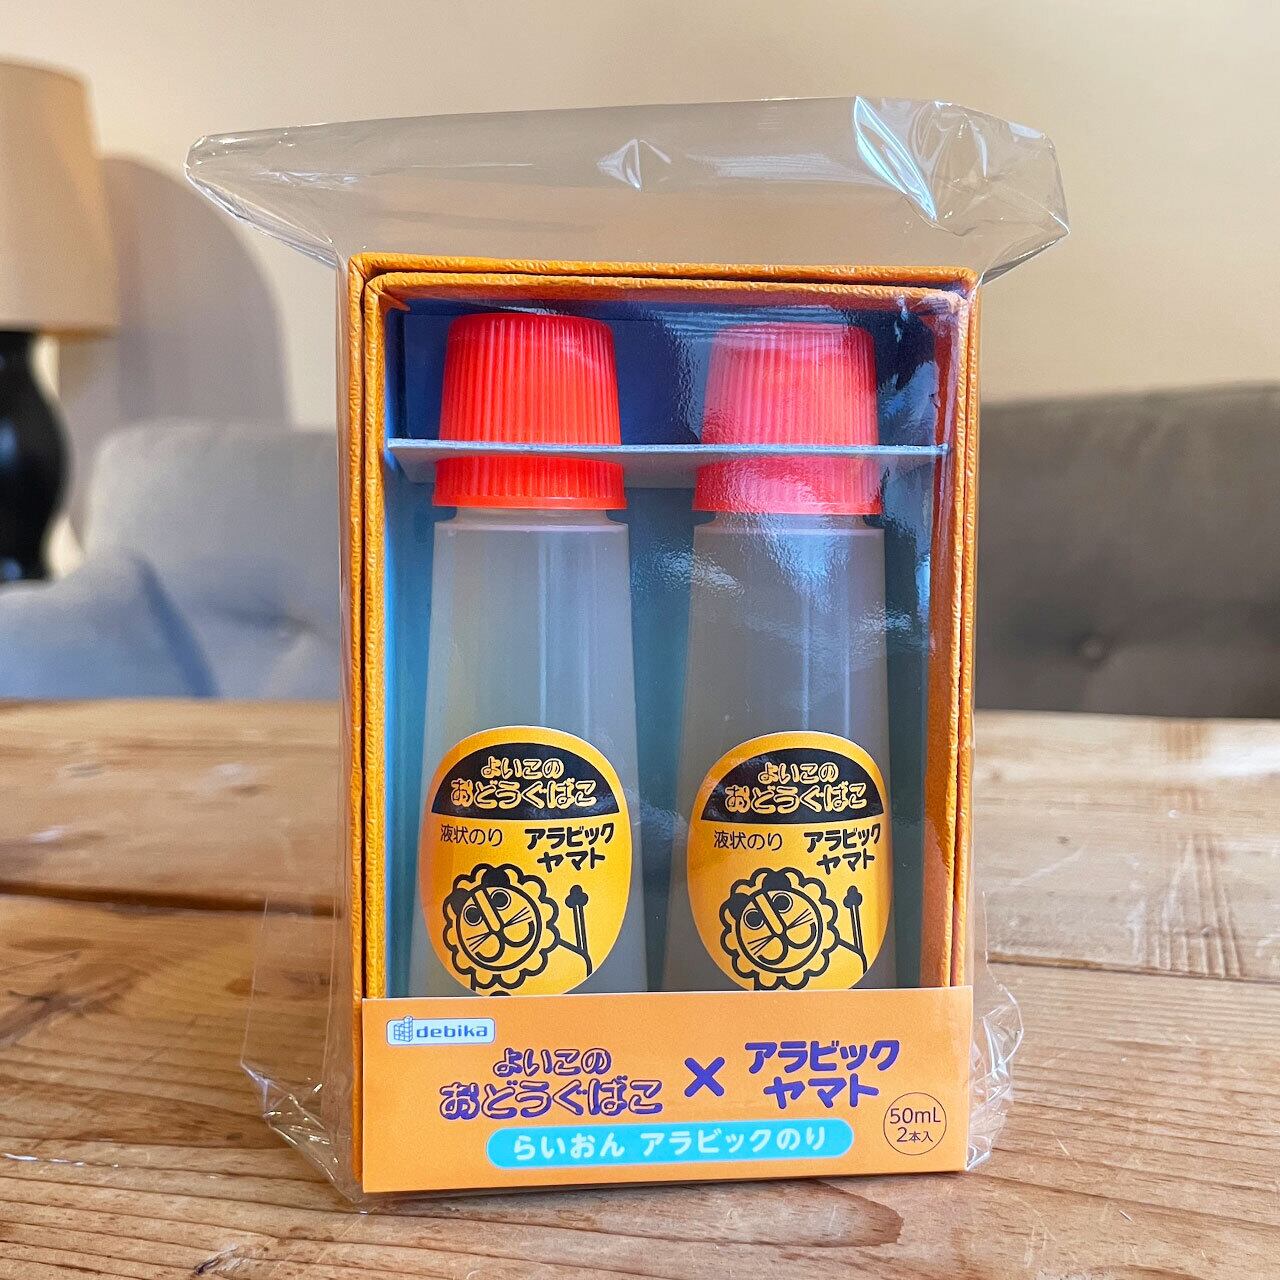 よいこの
おどうぐばこ
液状のり アラビック
ヤマト
よいこの
おどうぐばこ
液状のり アラビック
ヤマト
debika
よいこの
おどうぐばこ × アラビック
ヤマト
らいおん アラビックのり
50mL
2本入